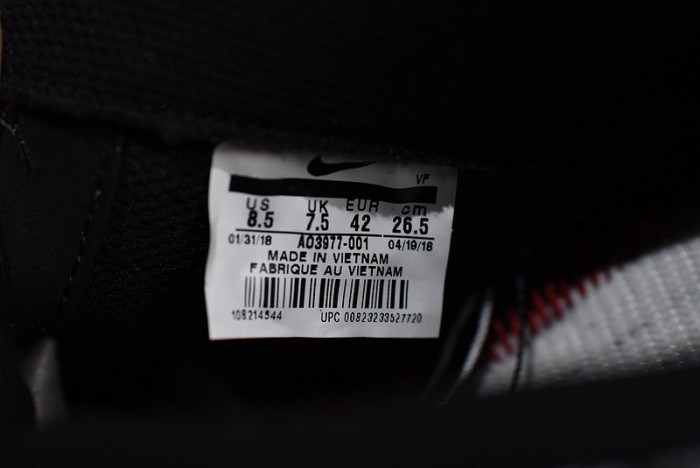 VF
US UK EUR cm
8.5 7.5 42 26.5
01/31/18 AO3977-001 04/19/18
MADE IN VIETNAM
FABRIQUE AU VIETNAM
108214544 UPC 00823233527720